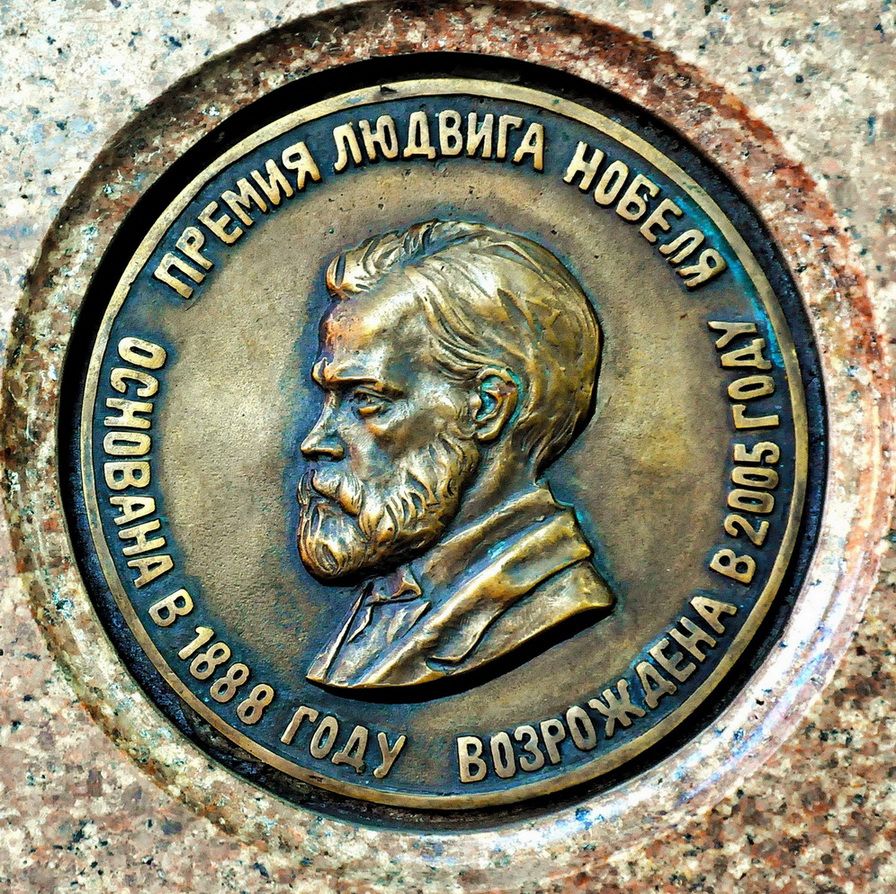 ПРЕМИЯ ЛЮДВИГА НОБЕЛЯ
ОСНОВАНА В 1888 ГОДУ
ВОЗРОЖДЕНА В 2005 ГОДУ